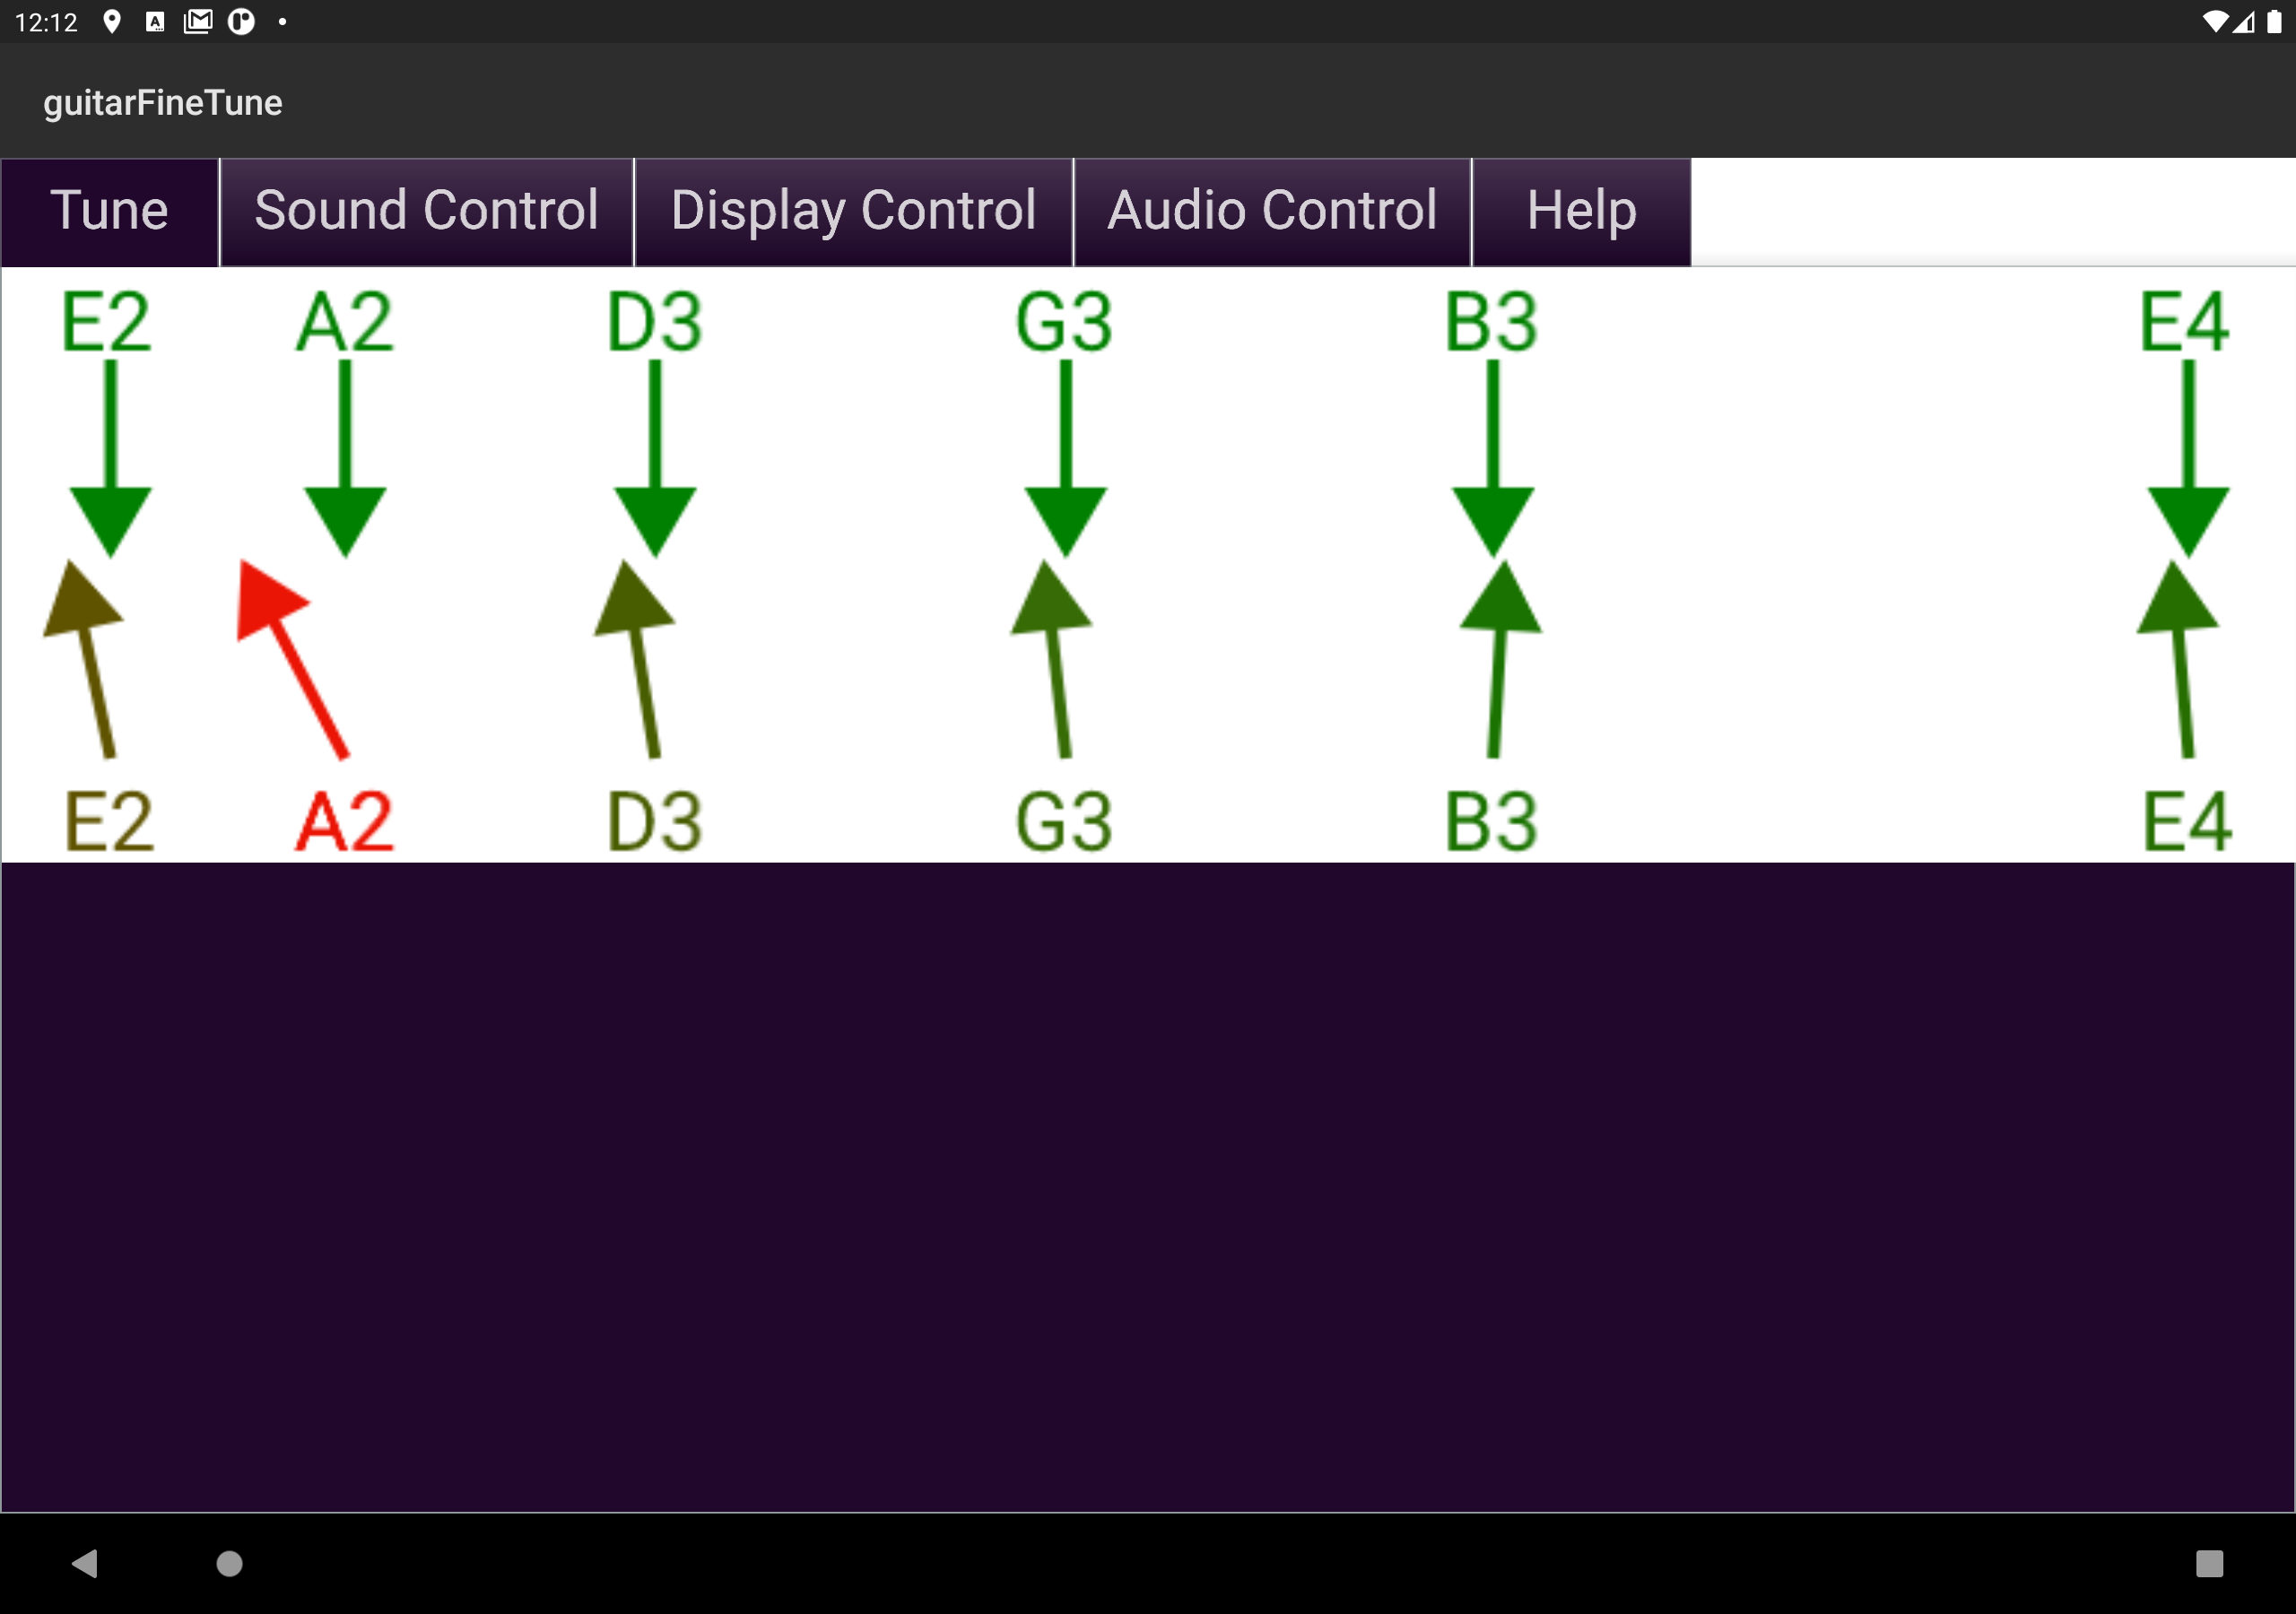 12:12
guitarFineTune
Tune Sound Control Display Control Audio Control Help
E2 A2 D3 G3 B3 E4
E2 A2 D3 G3 B3 E4